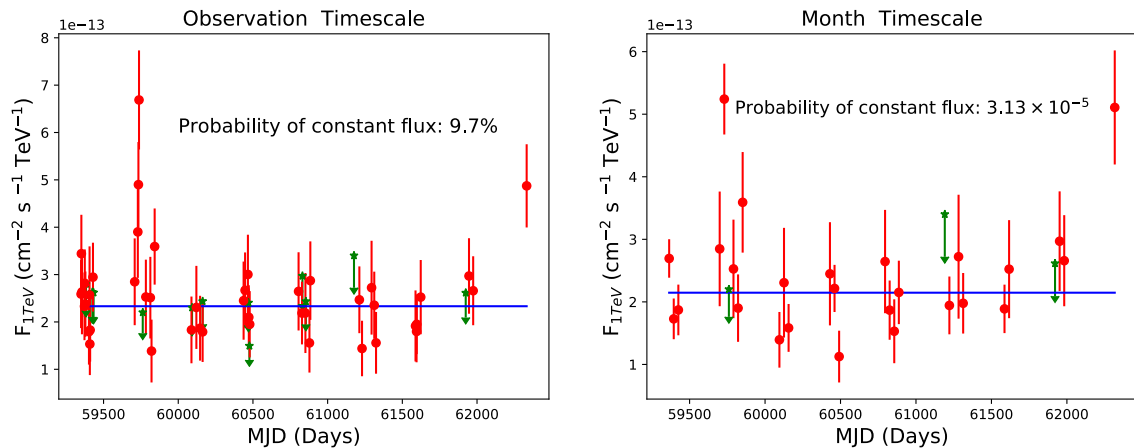 Observation Timescale
1e−13
Probability of constant flux: 9.7%
F1TeV (cm−2 s −1 TeV−1)
8
7
6
5
4
3
2
1
59500 60000 60500 61000 61500 62000
MJD (Days)
Month Timescale
1e−13
Probability of constant flux: 3.13 × 10−5
F1TeV (cm−2 s −1 TeV−1)
6
5
4
3
2
1
59500 60000 60500 61000 61500 62000
MJD (Days)